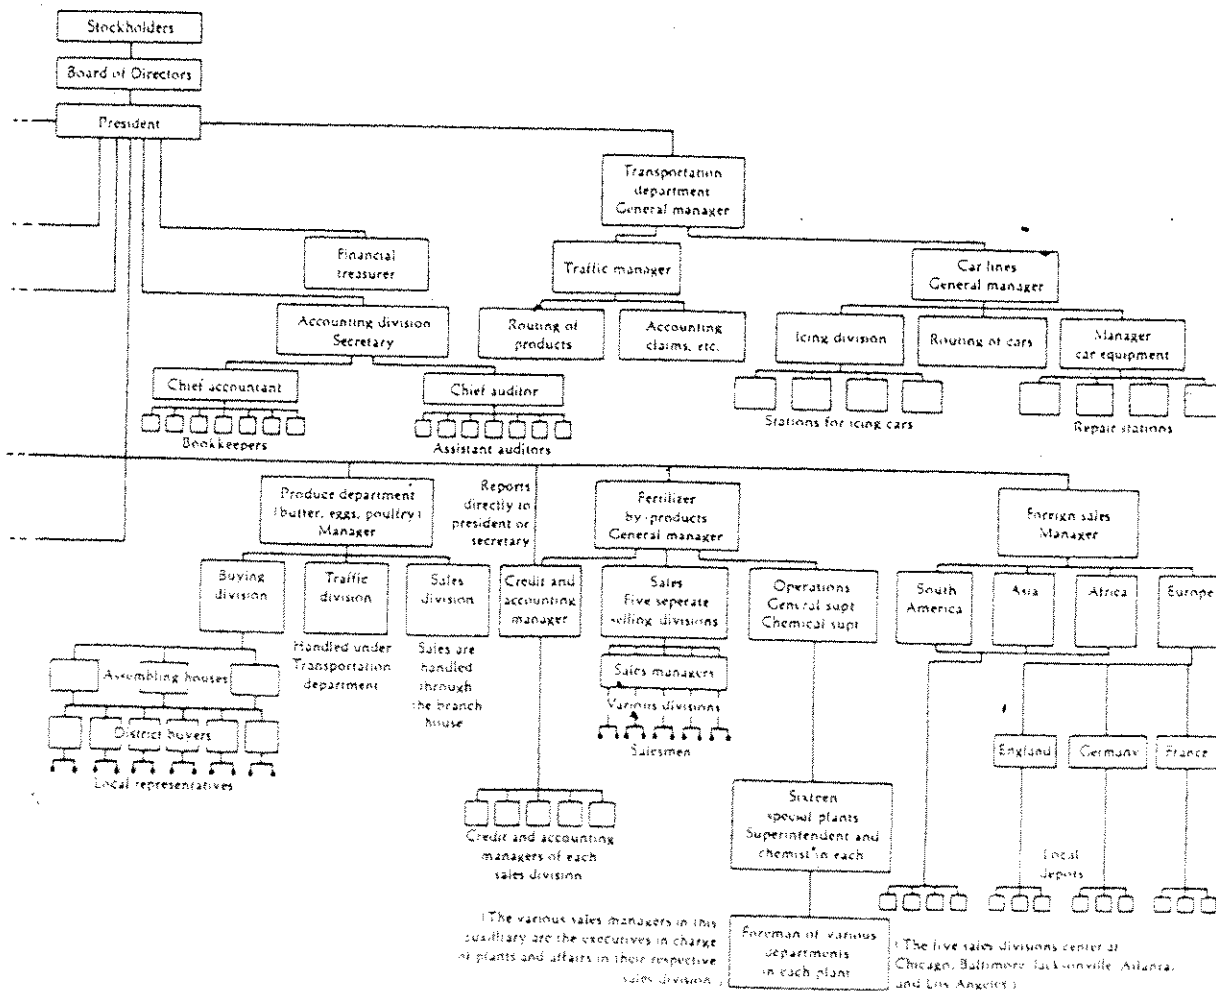 Stockholders
Board of Directors
President
Transportation
department
General manager
Financial
treasurer
Traffic manager
Car lines
General manager
Accounting division
Secretary
Routing of
products
Accounting
claims, etc.
Icing division
Routing of cars
Manager
car equipment
Chief accountant
Chief auditor
Bookkeepers
Assistant auditors
Stations for icing cars
Repair stations
Produce department
(butter, eggs, poultry)
Manager
Reports
directly to
president or
secretary
Fertilizer
by-products
General manager
Foreign sales
Manager
Buying
division
Traffic
division
Sales
division
Credit and
accounting
manager
Sales
Five seperate
selling divisions
Operations
General supt
Chemical supt
South
America
Asia
Africa
Europe
Handled under
Transportation
department
Sales are
handled
through
the branch
house
Assembling houses
Sales managers
Various divisions
District buyers
Salesmen
Local representatives
England
Germany
France
Credit and accounting
managers of each
sales division
Sixteen
special plants
Superintendent and
chemist in each
Local
depots
(The various sales managers in this
auxilliary are the executives in charge
of plants and affairs in their respective
sales division.)
Foreman of various
departments
in each plant
(The five sales divisions center at
Chicago, Baltimore, Jacksonville, Atlanta,
and Los Angeles)